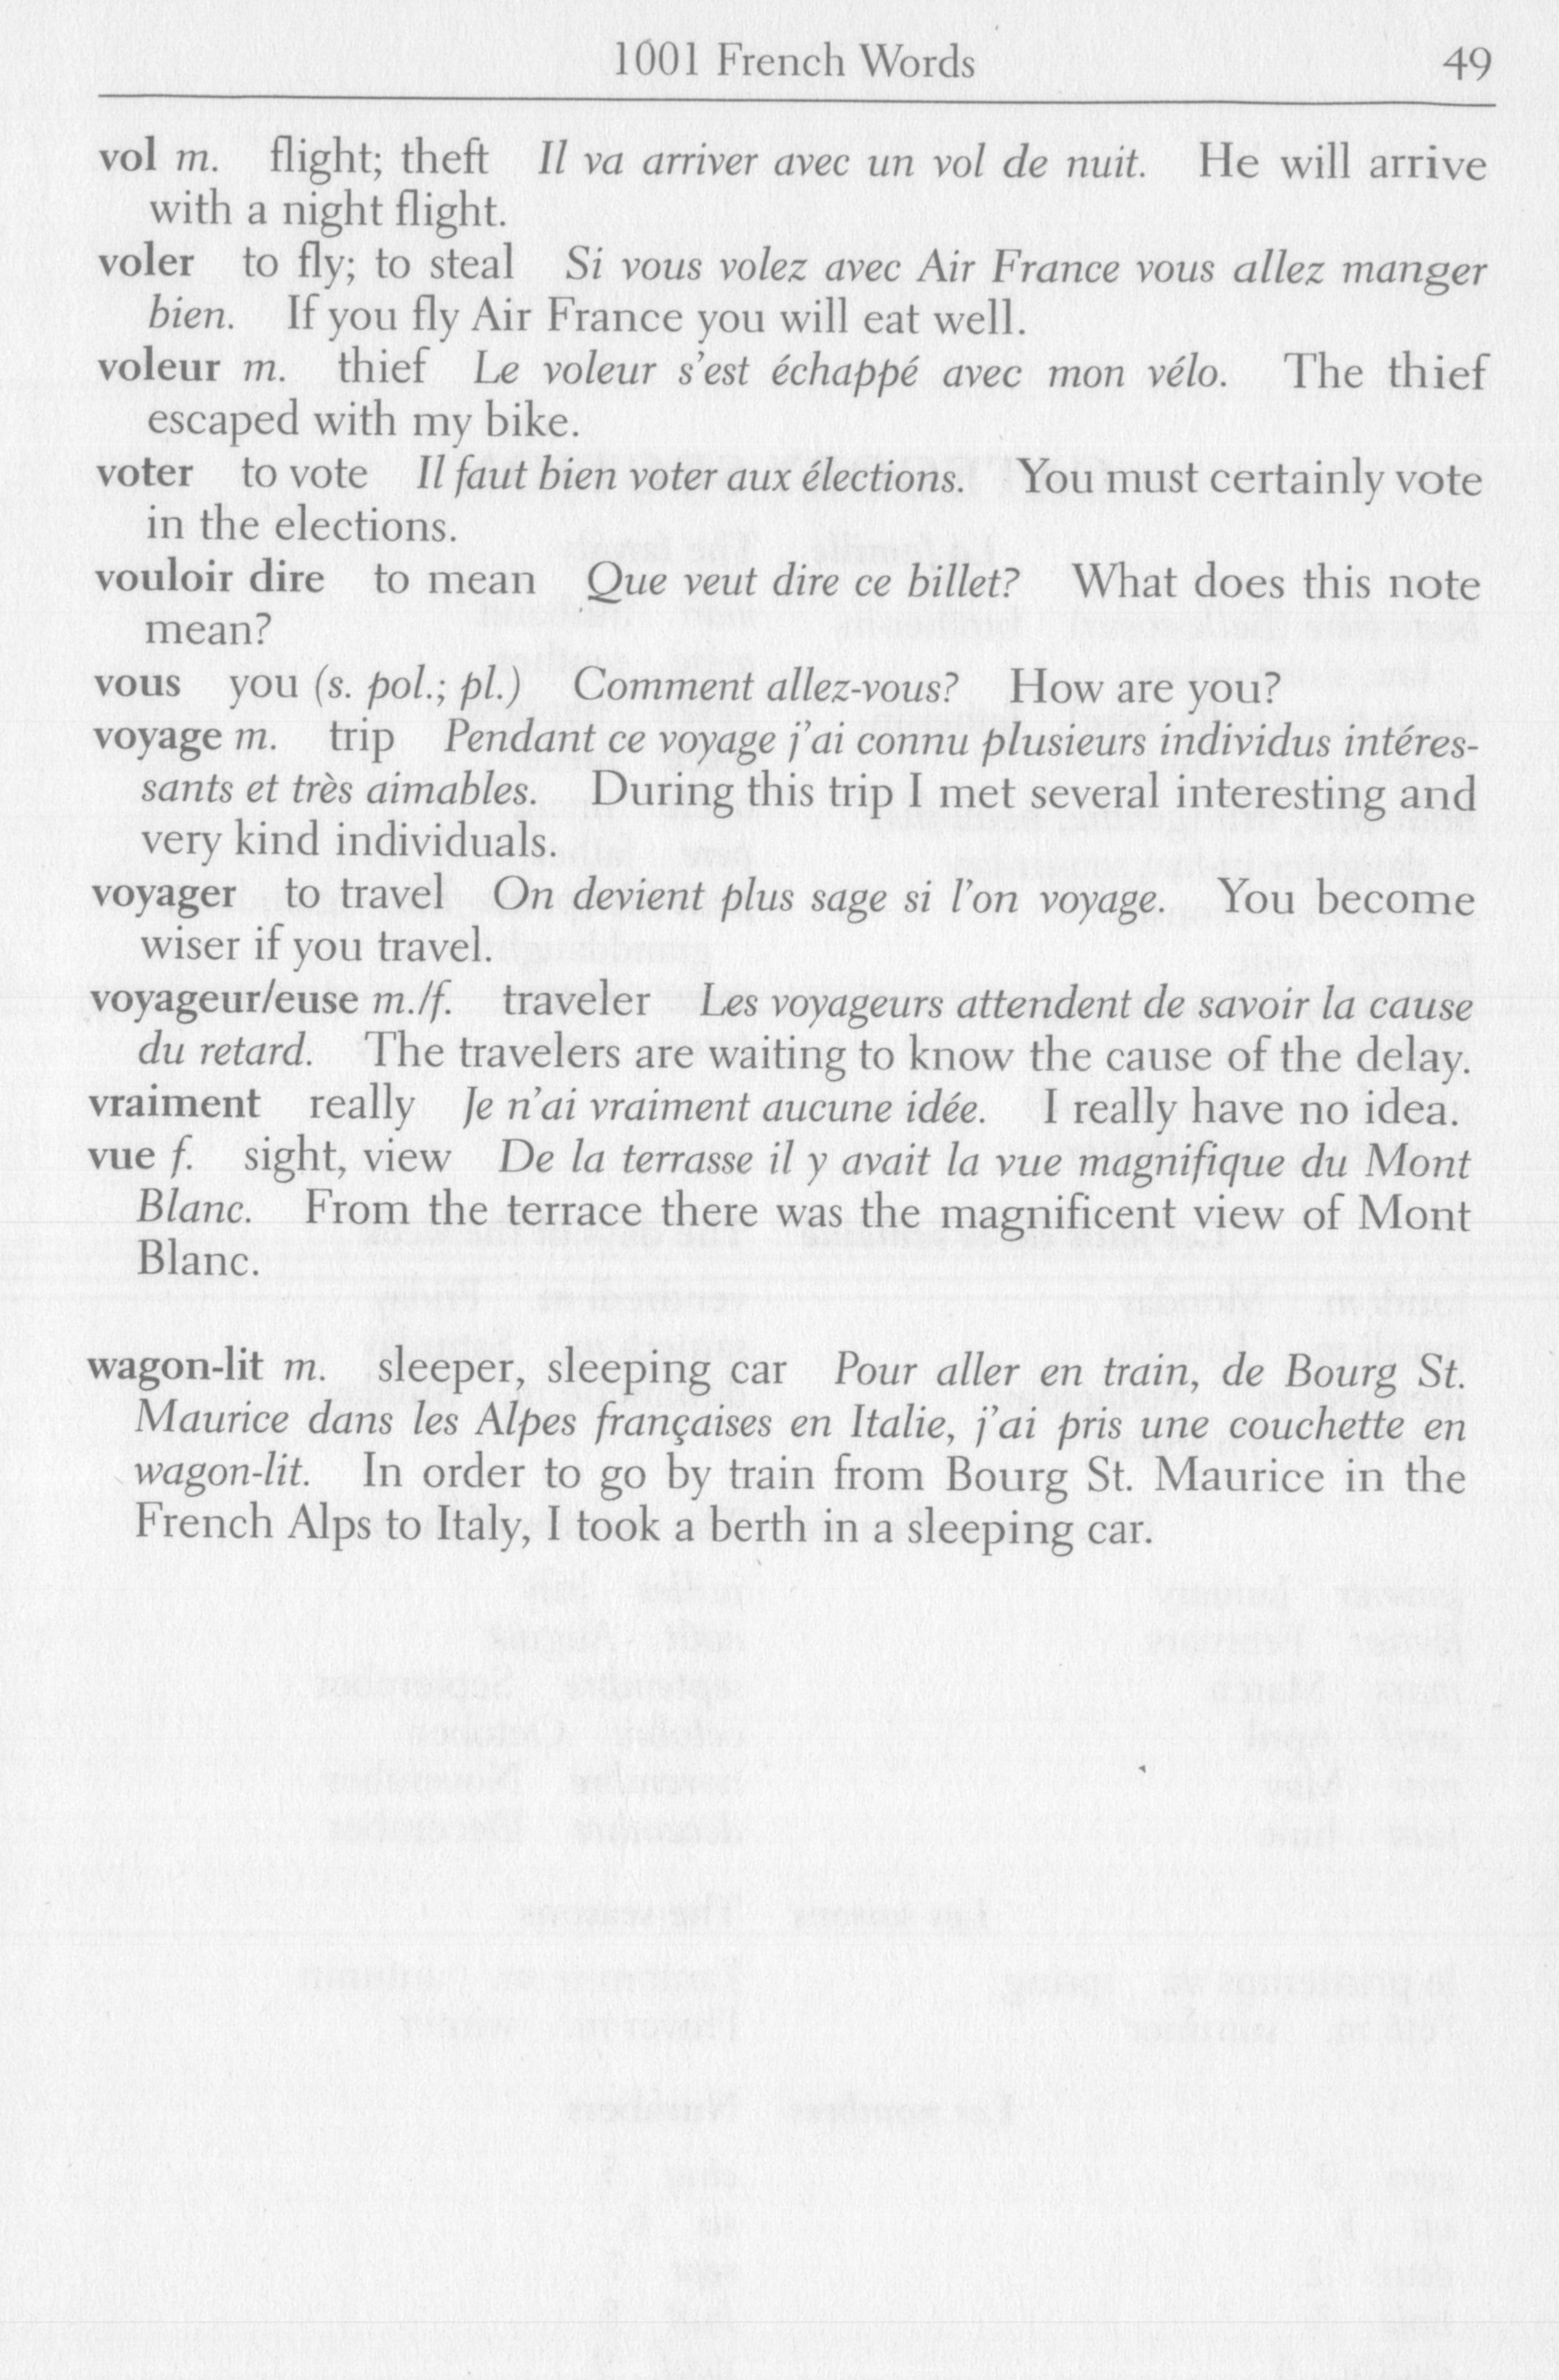 1001 French Words 49
vol m. flight; theft Il va arriver avec un vol de nuit. He will arrive
with a night flight.
voler to fly; to steal Si vous volez avec Air France vous allez manger
bien. If you fly Air France you will eat well.
voleur m. thief Le voleur s'est échappé avec mon vélo. The thief
escaped with my bike.
voter to vote Il faut bien voter aux élections. You must certainly vote
in the elections.
vouloir dire to mean Que veut dire ce billet? What does this note
mean?
vous you (s. pol.; pl.) Comment allez-vous? How are you?
voyage m. trip Pendant ce voyage j'ai connu plusieurs individus intéres-
sants et très aimables. During this trip I met several interesting and
very kind individuals.
voyager to travel On devient plus sage si l'on voyage. You become
wiser if you travel.
voyageur/euse m./f. traveler Les voyageurs attendent de savoir la cause
du retard. The travelers are waiting to know the cause of the delay.
vraiment really Je n'ai vraiment aucune idée. I really have no idea.
vue f. sight, view De la terrasse il y avait la vue magnifique du Mont
Blanc. From the terrace there was the magnificent view of Mont
Blanc.
wagon-lit m. sleeper, sleeping car Pour aller en train, de Bourg St.
Maurice dans les Alpes françaises en Italie, j'ai pris une couchette en
wagon-lit. In order to go by train from Bourg St. Maurice in the
French Alps to Italy, I took a berth in a sleeping car.